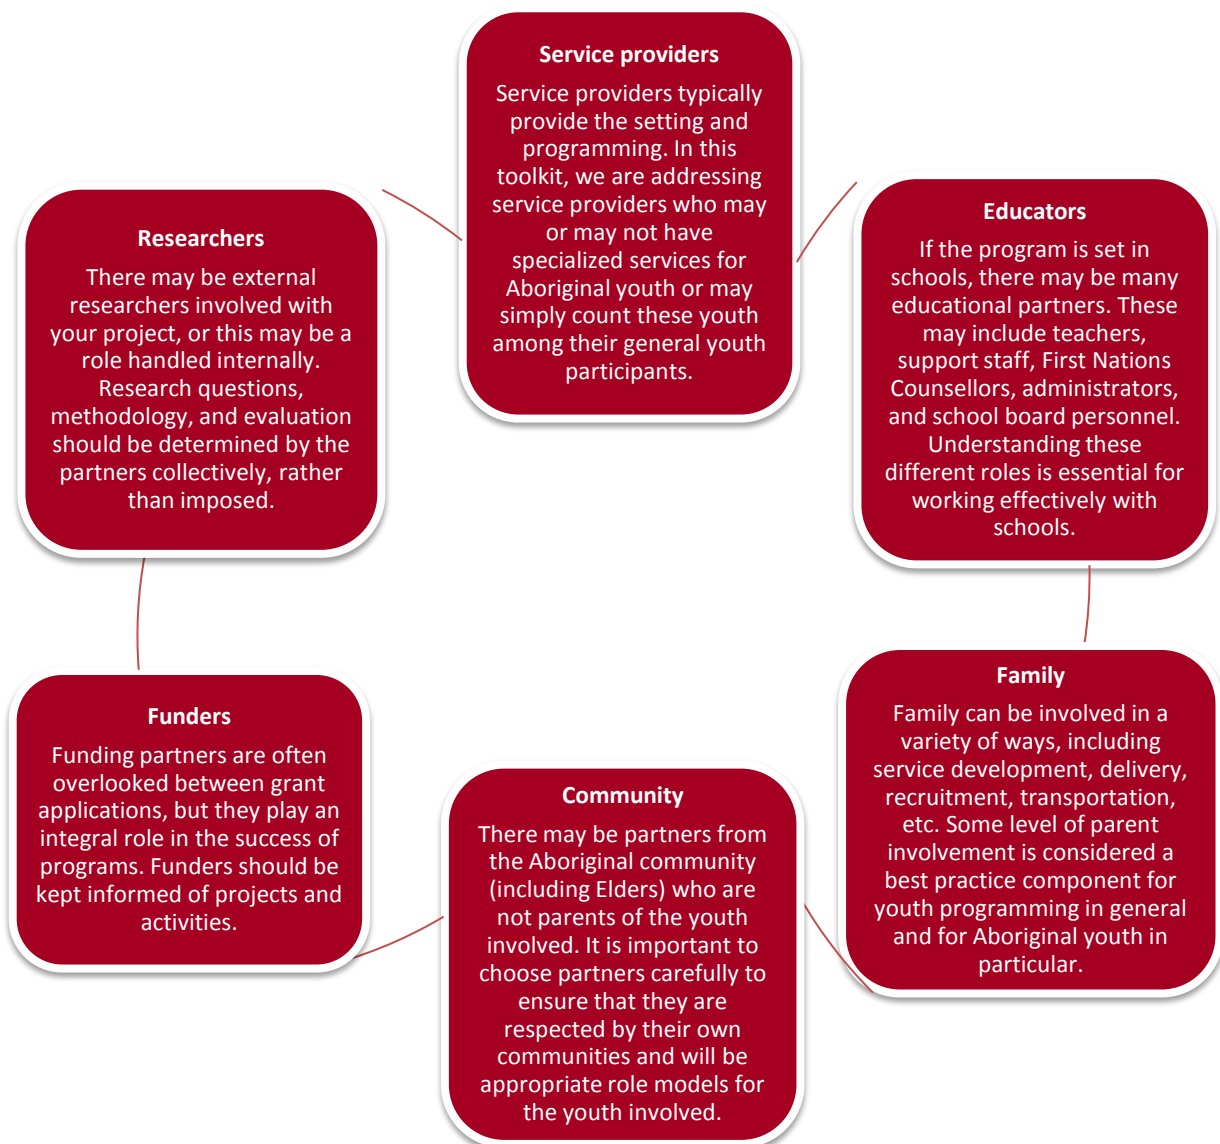 Service providers
Service providers typically
provide the setting and
programming. In this
toolkit, we are addressing
service providers who may
or may not have
specialized services for
Aboriginal youth or may
simply count these youth
among their general youth
participants.
Educators
If the program is set in
schools, there may be many
educational partners. These
may include teachers,
support staff, First Nations
Counsellors, administrators,
and school board personnel.
Understanding these
different roles is essential for
working effectively with
schools.
Family
Family can be involved in a
variety of ways, including
service development, delivery,
recruitment, transportation,
etc. Some level of parent
involvement is considered a
best practice component for
youth programming in general
and for Aboriginal youth in
particular.
Community
There may be partners from
the Aboriginal community
(including Elders) who are
not parents of the youth
involved. It is important to
choose partners carefully to
ensure that they are
respected by their own
communities and will be
appropriate role models for
the youth involved.
Funders
Funding partners are often
overlooked between grant
applications, but they play an
integral role in the success of
programs. Funders should be
kept informed of projects and
activities.
Researchers
There may be external
researchers involved with
your project, or this may be a
role handled internally.
Research questions,
methodology, and evaluation
should be determined by the
partners collectively, rather
than imposed.